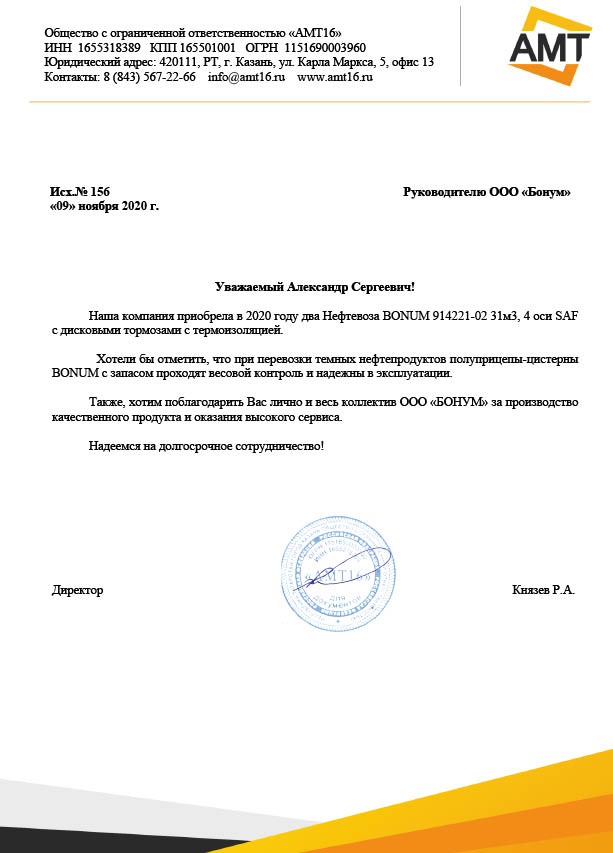 Общество с ограниченной ответственностью «АМТ16»
ИНН 1655318389 КПП 165501001 ОГРН 1151690003960
Юридический адрес: 420111, РТ, г. Казань, ул. Карла Маркса, 5, офис 13
Контакты: 8 (843) 567-22-66 info@amt16.ru www.amt16.ru
АМТ
Исх.№ 156
Руководителю ООО «Бонум»
«09» ноября 2020 г.
Уважаемый Александр Сергеевич!
Наша компания приобрела в 2020 году два Нефтевоза BONUM 914221-02 31м3, 4 оси SAF
с дисковыми тормозами с термоизоляцией.
Хотели бы отметить, что при перевозки темных нефтепродуктов полуприцепы-цистерны
BONUM с запасом проходят весовой контроль и надежны в эксплуатации.
Также, хотим поблагодарить Вас лично и весь коллектив ООО «БОНУМ» за производство
качественного продукта и оказания высокого сервиса.
Надеемся на долгосрочное сотрудничество!
«АМТ16»
ДЛЯ
ДОКУМЕНТОВ
Директор
Князев Р.А.